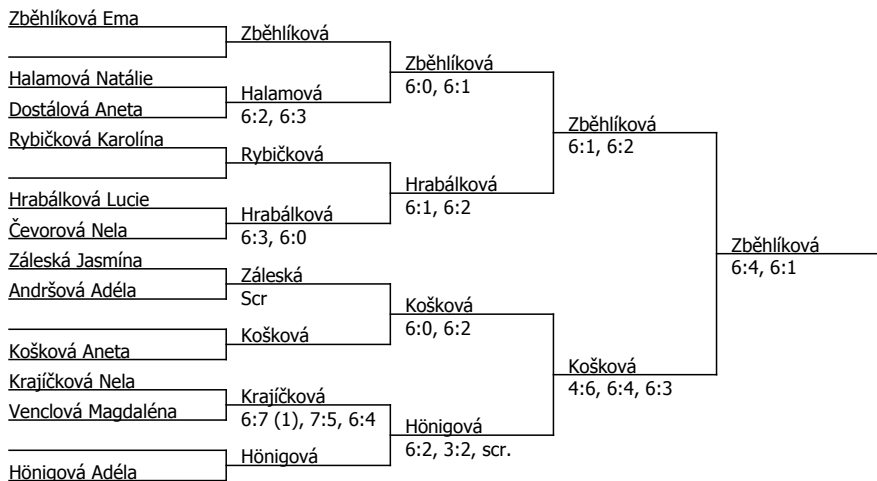 Zběhlíková Ema
Zběhlíková
Zběhlíková
6:0, 6:1
Halamová Natálie
Halamová
6:2, 6:3
Dostálová Aneta
Zběhlíková
6:1, 6:2
Rybičková Karolína
Rybičková
Hrabálková
6:1, 6:2
Hrabálková Lucie
Hrabálková
6:3, 6:0
Čevorová Nela
Zběhlíková
6:4, 6:1
Záleská Jasmína
Záleská
Scr
Andršová Adéla
Košková
6:0, 6:2
Košková
Košková Aneta
Košková
4:6, 6:4, 6:3
Krajíčková Nela
Krajíčková
6:7 (1), 7:5, 6:4
Venclová Magdaléna
Hönigová
6:2, 3:2, scr.
Hönigová
Hönigová Adéla